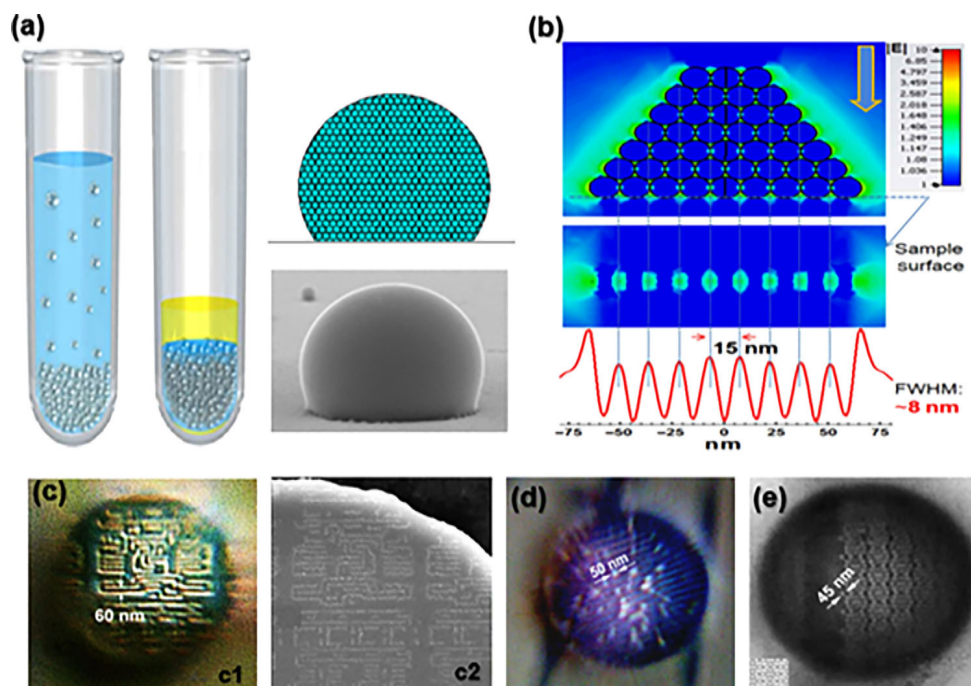 (a)
(b)
|E|
10
6.85
4.797
3.459
2.587
2.018
1.648
1.406
1.249
1.147
1.08
1.036
1
Sample
surface
15 nm
FWHM:
~8 nm
-75 -50 -25 0 25 50 75
nm
(c)
60 nm
c1
c2
(d)
50 nm
(e)
45 nm